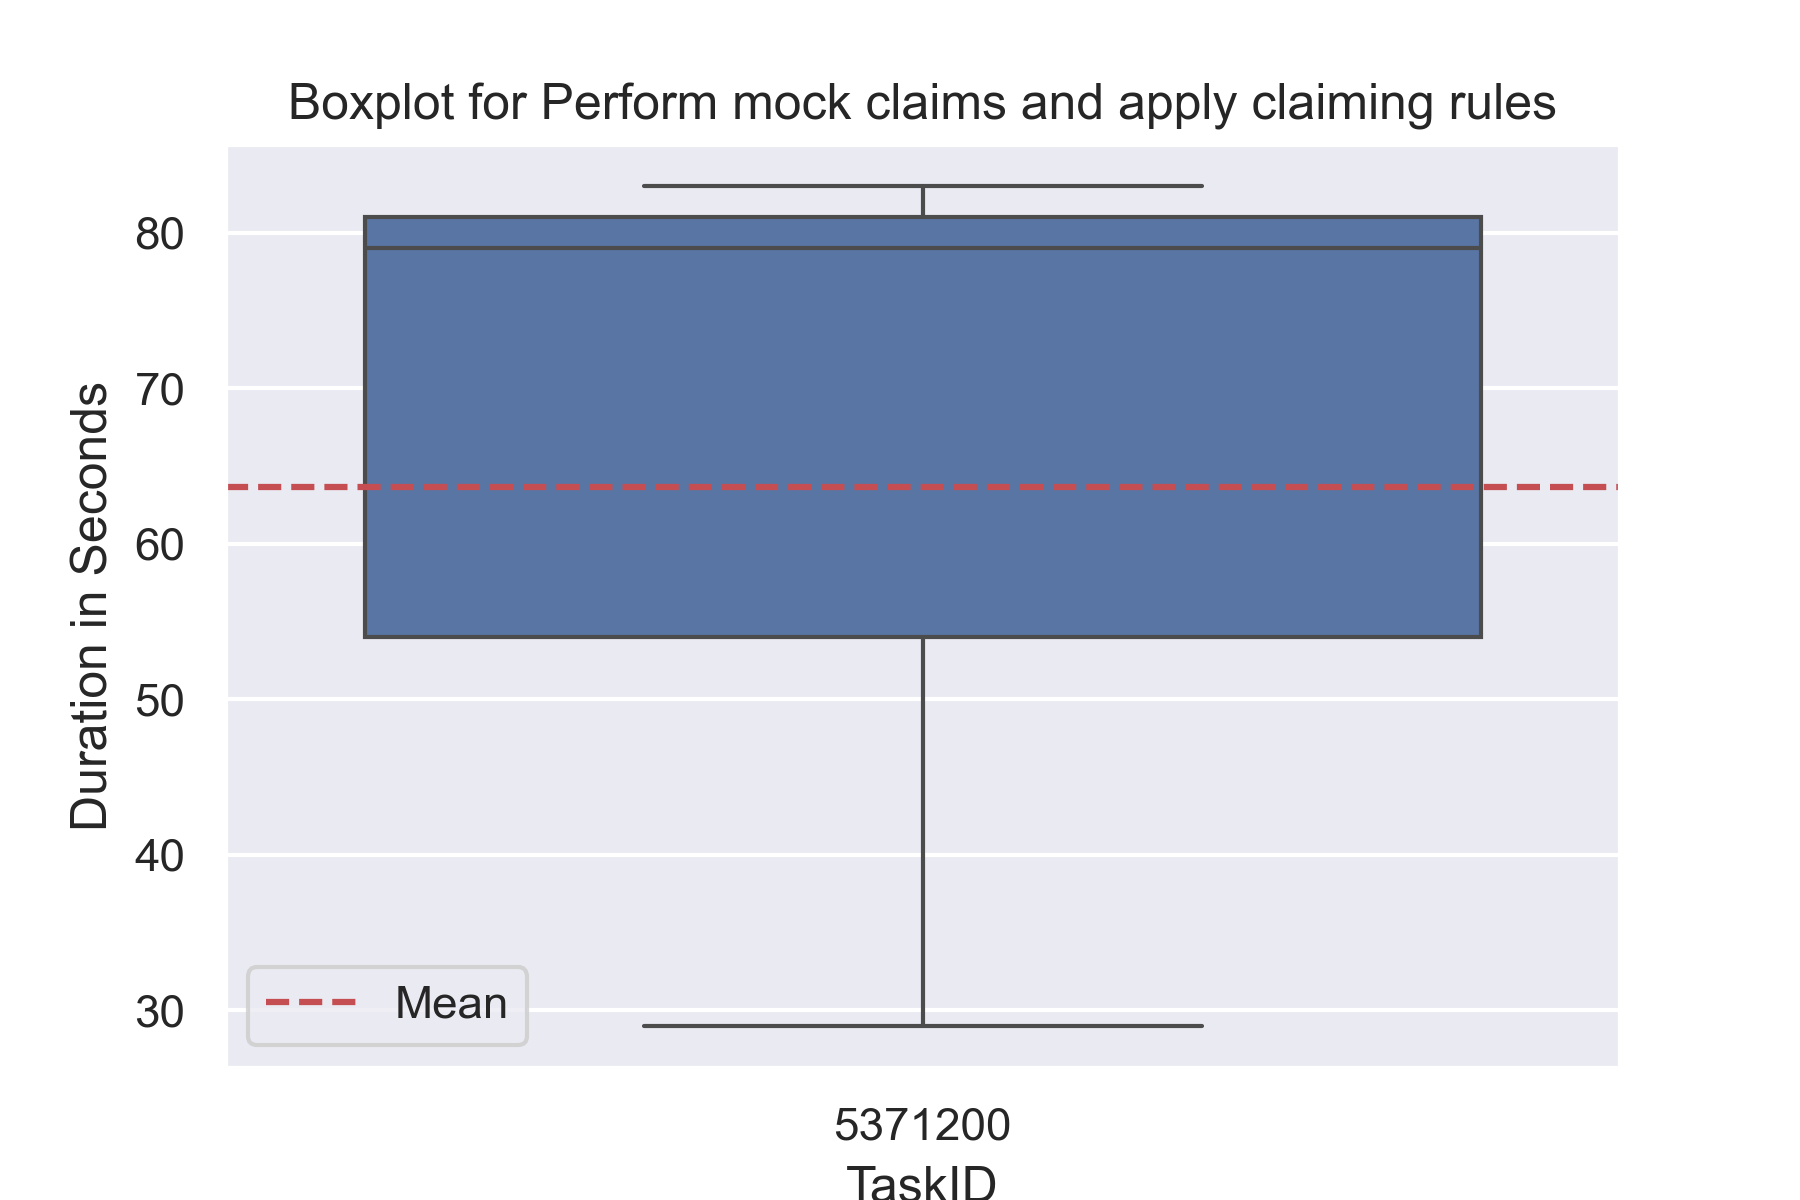 Boxplot for Perform mock claims and apply claiming rules
Duration in Seconds
80
70
60
50
40
30
Mean
5371200
TaskID